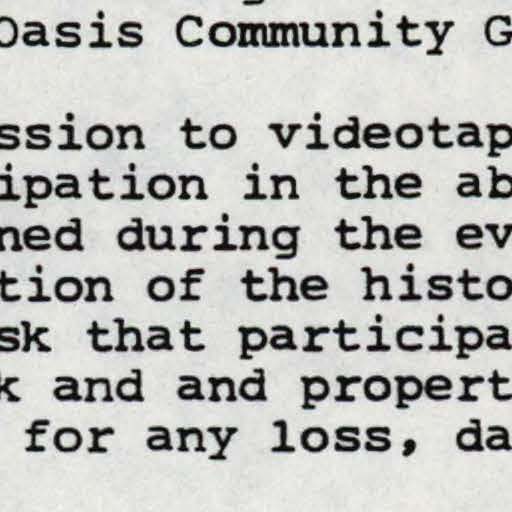 Oasis Community G
ssion to videotap
ipation in the ab
ned during the ev
tion of the histo
sk that participa
k and and propert
for any loss, da